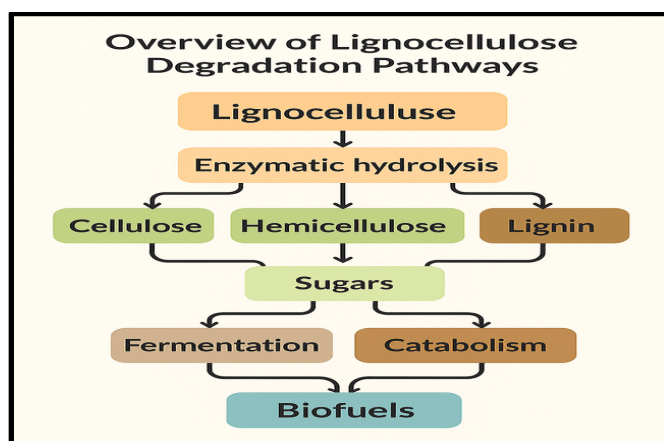 Overview of Lignocellulose
Degradation Pathways
Lignocelluluse
Enzymatic hydrolysis
Cellulose
Hemicellulose
Lignin
Sugars
Fermentation
Catabolism
Biofuels